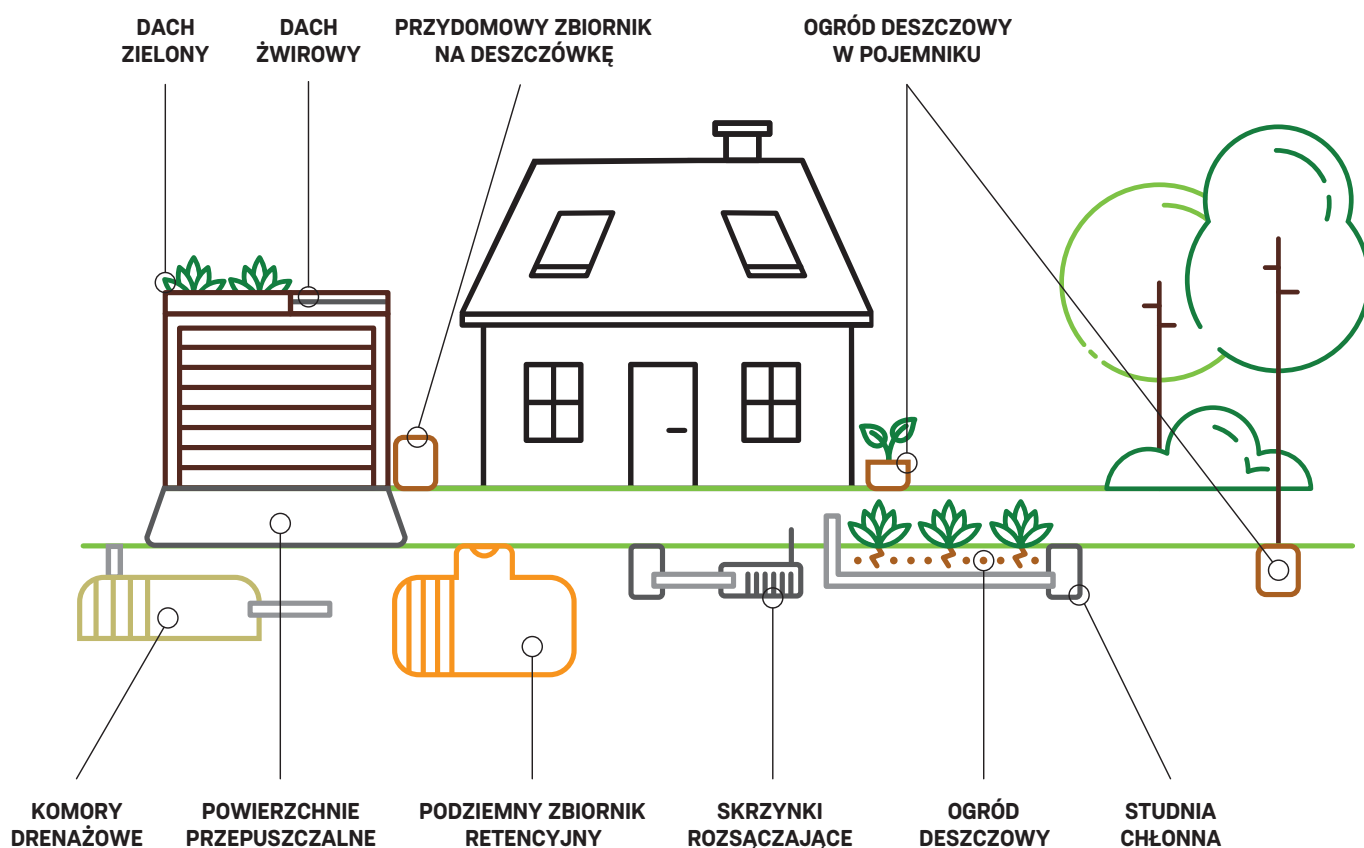 DACH
ZIELONY
DACH
ŻWIROWY
PRZYDOMOWY ZBIORNIK
NA DESZCZÓWKĘ
OGRÓD DESZCZOWY
W POJEMNIKU
KOMORY
DRENAŻOWE
POWIERZCHNIE
PRZEPUSZCZALNE
PODZIEMNY ZBIORNIK
RETENCYJNY
SKRZYNKI
ROZSĄCZAJĄCE
OGRÓD
DESZCZOWY
STUDNIA
CHŁONNA